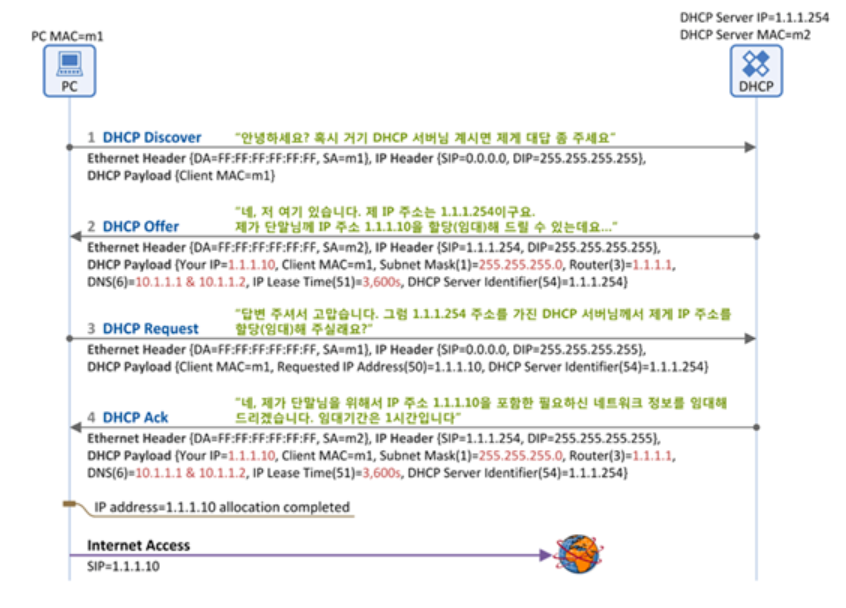 DHCP Server IP=1.1.1.254
PC MAC=m1
DHCP Server MAC=m2
PC
DHCP
1 DHCP Discover "안녕하세요? 혹시 거기 DHCP 서버님 계시면 제게 대답 좀 주세요"
Ethernet Header {DA=FF:FF:FF:FF:FF:FF, SA=m1}, IP Header {SIP=0.0.0.0, DIP=255.255.255.255},
DHCP Payload {Client MAC=m1}
"네, 저 여기 있습니다. 제 IP 주소는 1.1.1.254이구요.
2 DHCP Offer 제가 단말님께 IP 주소 1.1.1.10을 할당(임대)해 드릴 수 있는데요..."
Ethernet Header {DA=FF:FF:FF:FF:FF:FF, SA=m2}, IP Header {SIP=1.1.1.254, DIP=255.255.255.255},
DHCP Payload {Your IP=1.1.1.10, Client MAC=m1, Subnet Mask(1)=255.255.255.0, Router(3)=1.1.1.1,
DNS(6)=10.1.1.1 & 10.1.1.2, IP Lease Time(51)=3,600s, DHCP Server Identifier(54)=1.1.1.254}
"답변 주셔서 고맙습니다. 그럼 1.1.1.254 주소를 가진 DHCP 서버님께서 제게 IP 주소를
3 DHCP Request 할당(임대)해 주실래요?"
Ethernet Header {DA=FF:FF:FF:FF:FF:FF, SA=m1}, IP Header {SIP=0.0.0.0, DIP=255.255.255.255},
DHCP Payload {Client MAC=m1, Requested IP Address(50)=1.1.1.10, DHCP Server Identifier(54)=1.1.1.254}
"네, 제가 단말님을 위해서 IP 주소 1.1.1.10을 포함한 필요하신 네트워크 정보를 임대해
4 DHCP Ack 드리겠습니다. 임대기간은 1시간입니다"
Ethernet Header {DA=FF:FF:FF:FF:FF:FF, SA=m2}, IP Header {SIP=1.1.1.254, DIP=255.255.255.255},
DHCP Payload {Your IP=1.1.1.10, Client MAC=m1, Subnet Mask(1)=255.255.255.0, Router(3)=1.1.1.1,
DNS(6)=10.1.1.1 & 10.1.1.2, IP Lease Time(51)=3,600s, DHCP Server Identifier(54)=1.1.1.254}
IP address=1.1.1.10 allocation completed
Internet Access
SIP=1.1.1.10